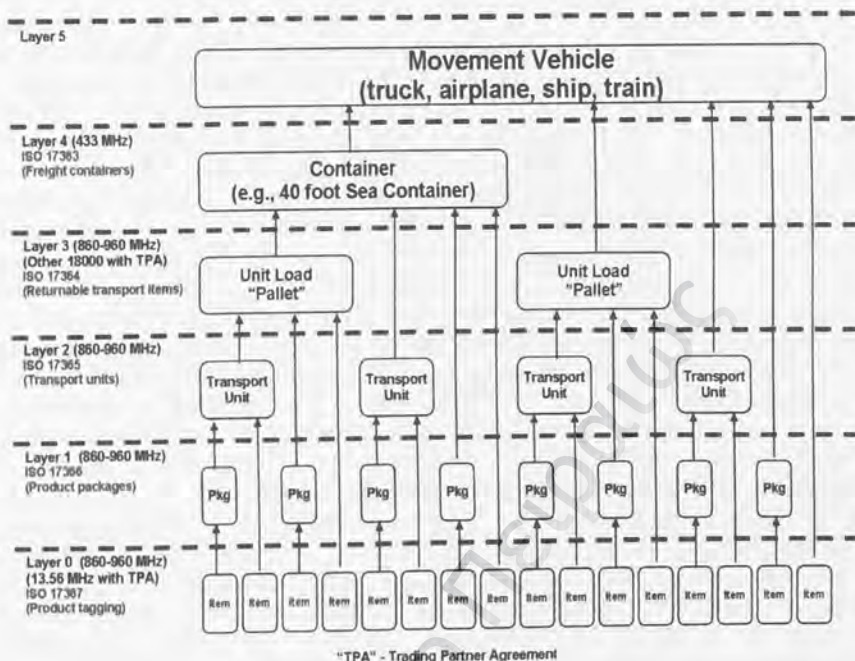 Layer 5
Movement Vehicle
(truck, airplane, ship, train)
Layer 4 (433 MHz)
ISO 17363
(Freight containers)
Container
(e.g., 40 foot Sea Container)
Layer 3 (860-960 MHz)
(Other 18000 with TPA)
ISO 17364
(Returnable transport items)
Unit Load
"Pallet"
Unit Load
"Pallet"
Layer 2 (860-960 MHz)
ISO 17365
(Transport units)
Transport
Unit
Transport
Unit
Transport
Unit
Transport
Unit
Layer 1 (860-960 MHz)
ISO 17366
(Product packages)
Pkg Pkg Pkg Pkg Pkg Pkg Pkg Pkg
Layer 0 (860-960 MHz)
(13.56 MHz with TPA)
ISO 17367
(Product tagging)
Item Item Item Item Item Item Item Item Item Item Item Item Item Item Item Item
"TPA" - Trading Partner Agreement
Πειραιώς